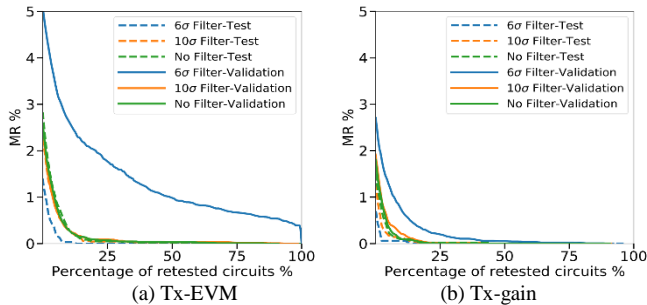 5
4
3
2
1
0
MR %
6σ Filter-Test
10σ Filter-Test
No Filter-Test
6σ Filter-Validation
10σ Filter-Validation
No Filter-Validation
0 25 50 75 100
Percentage of retested circuits %
(a) Tx-EVM
5
4
3
2
1
0
MR %
6σ Filter-Test
10σ Filter-Test
No Filter-Test
6σ Filter-Validation
10σ Filter-Validation
No Filter-Validation
0 25 50 75 100
Percentage of retested circuits %
(b) Tx-gain